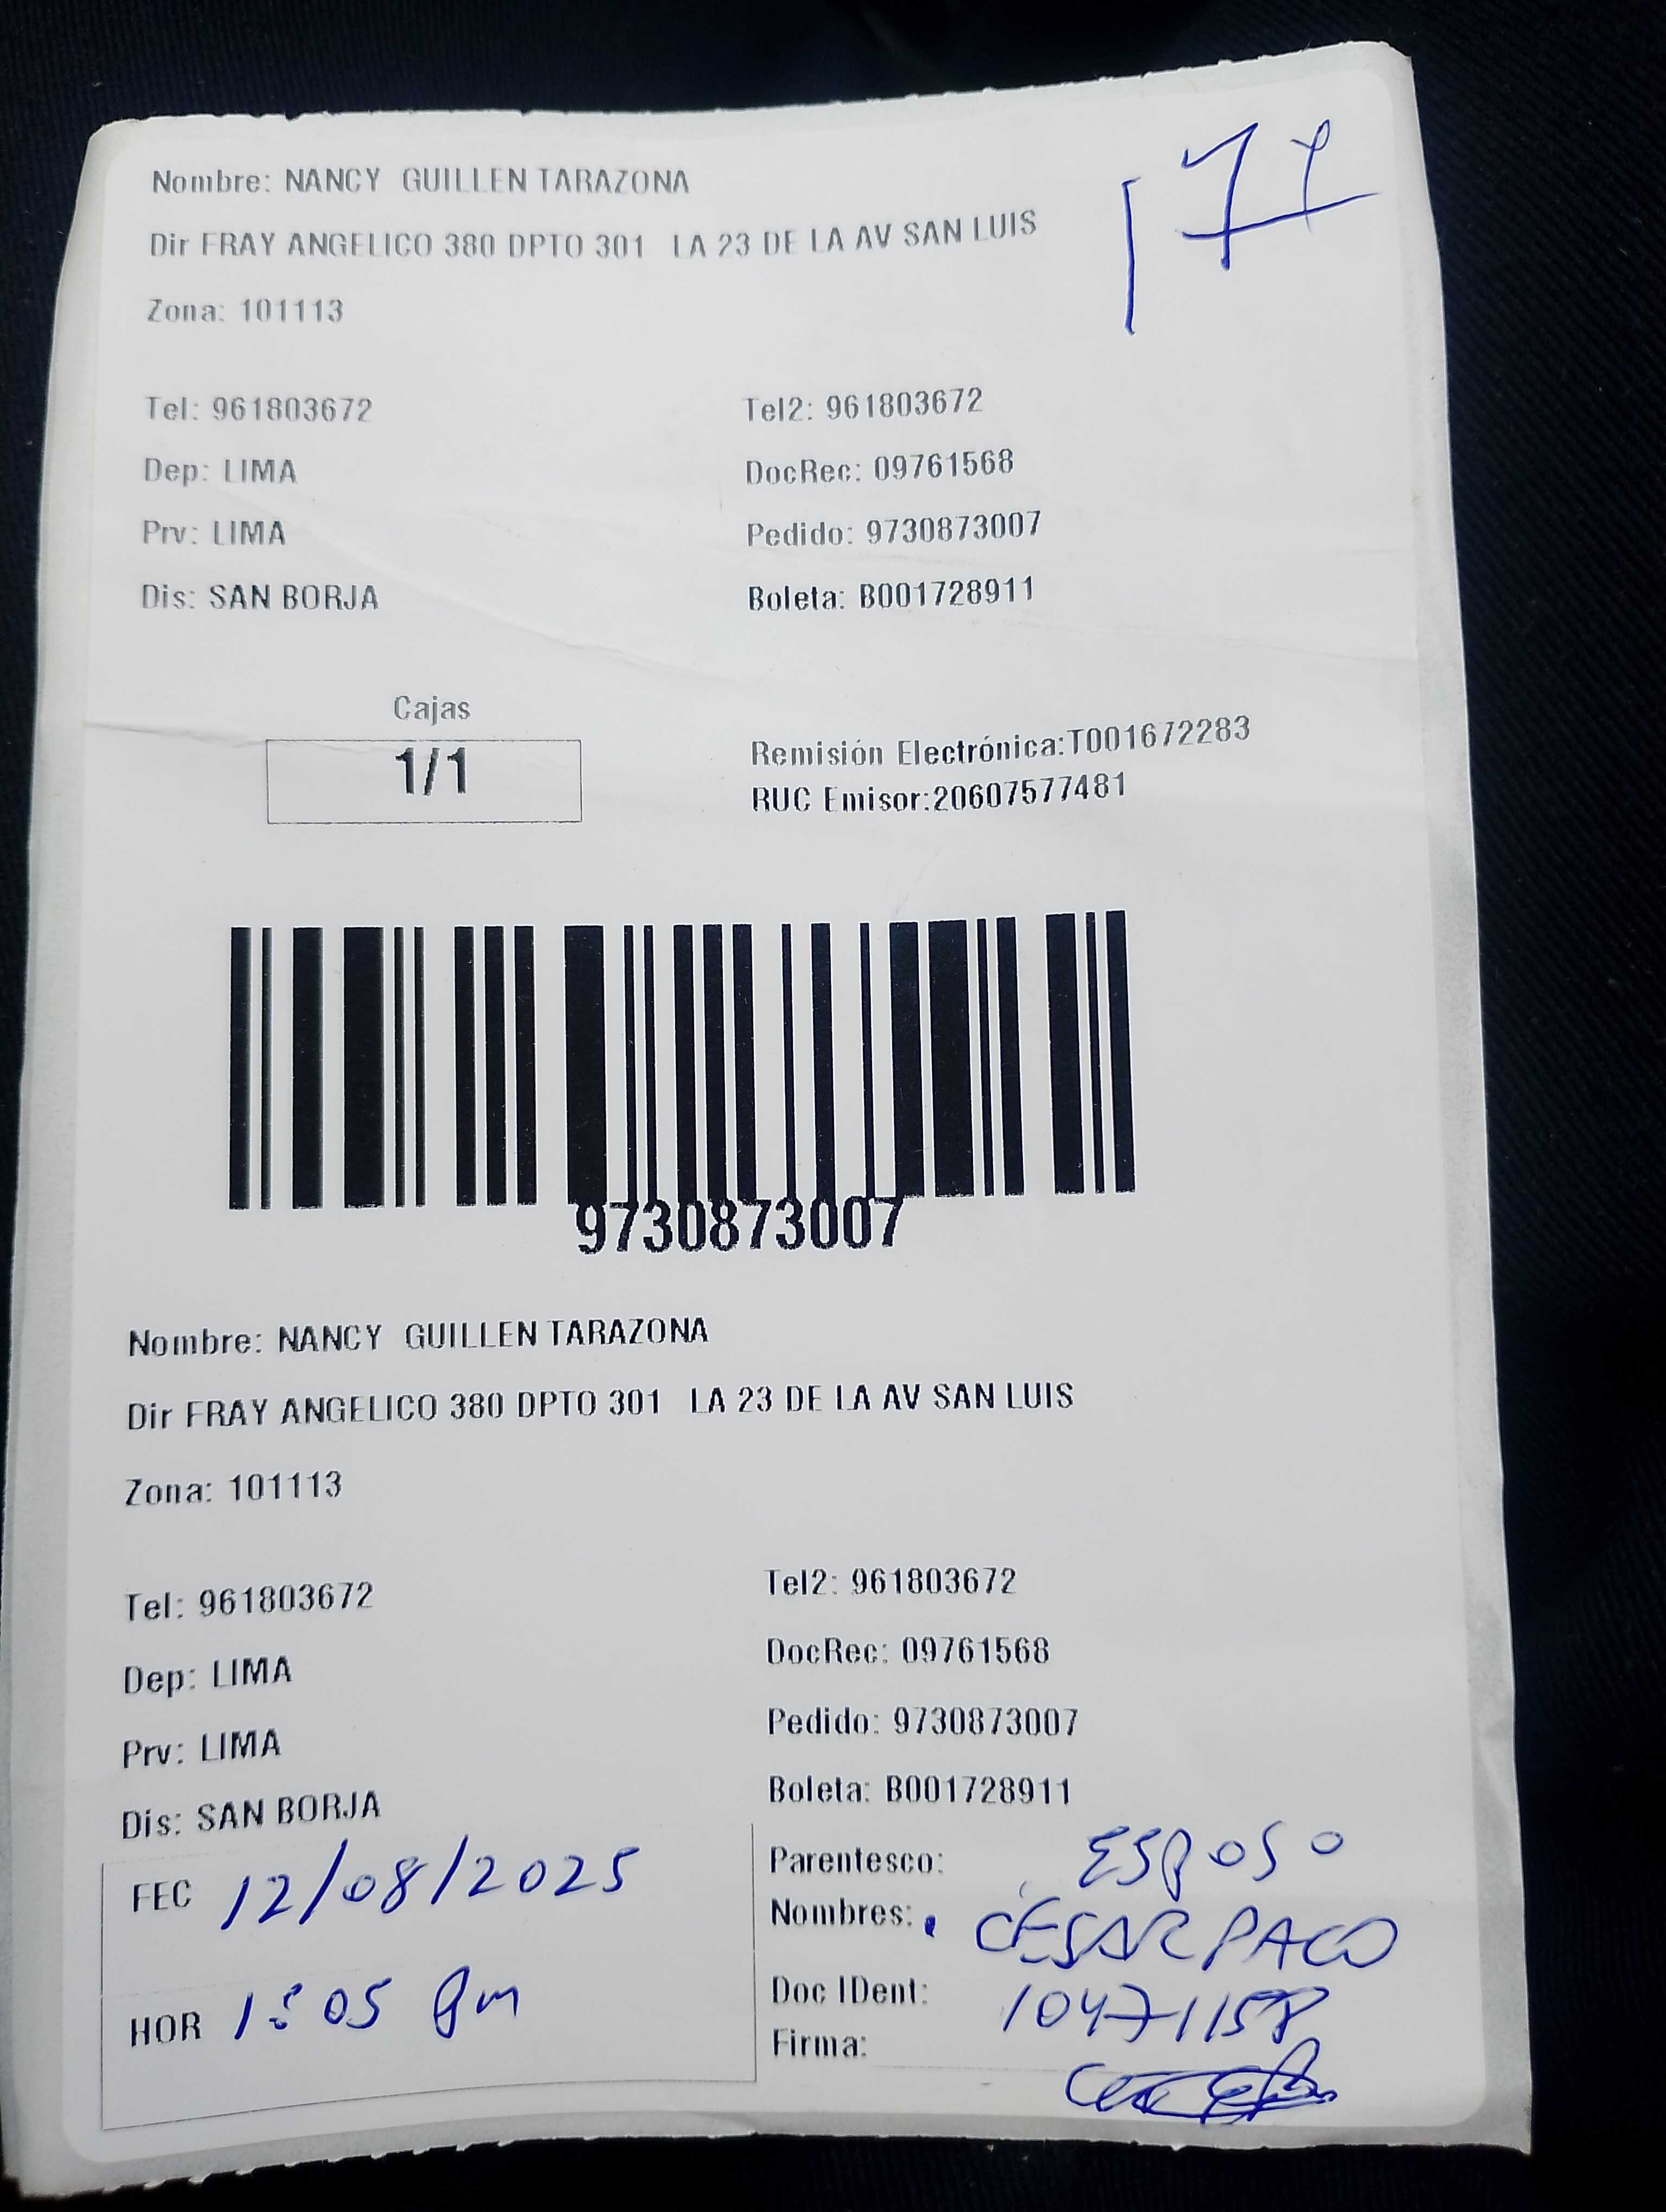 Nombre: NANCY GUILLEN TARAZONA
Dir FRAY ANGELICO 380 DPTO 301 LA 23 DE LA AV SAN LUIS
Zona: 101113
Tel: 961803672 Tel2: 961803672
Dep: LIMA DocRec: 09761568
Prv: LIMA Pedido: 9730873007
Dis: SAN BORJA Boleta: B001728911
Cajas
1/1
Remisión Electrónica:T001672283
RUC Emisor:20607577481
9730873007
Nombre: NANCY GUILLEN TARAZONA
Dir FRAY ANGELICO 380 DPTO 301 LA 23 DE LA AV SAN LUIS
Zona: 101113
Tel: 961803672 Tel2: 961803672
Dep: LIMA DocRec: 09761568
Prv: LIMA Pedido: 9730873007
Dis: SAN BORJA Boleta: B001728911
FEC 12/08/2025
HOR 1:05 pm
Parentesco: ESPOSO
Nombres: CESAR PACO
Doc IDent: 10471158
Firma: